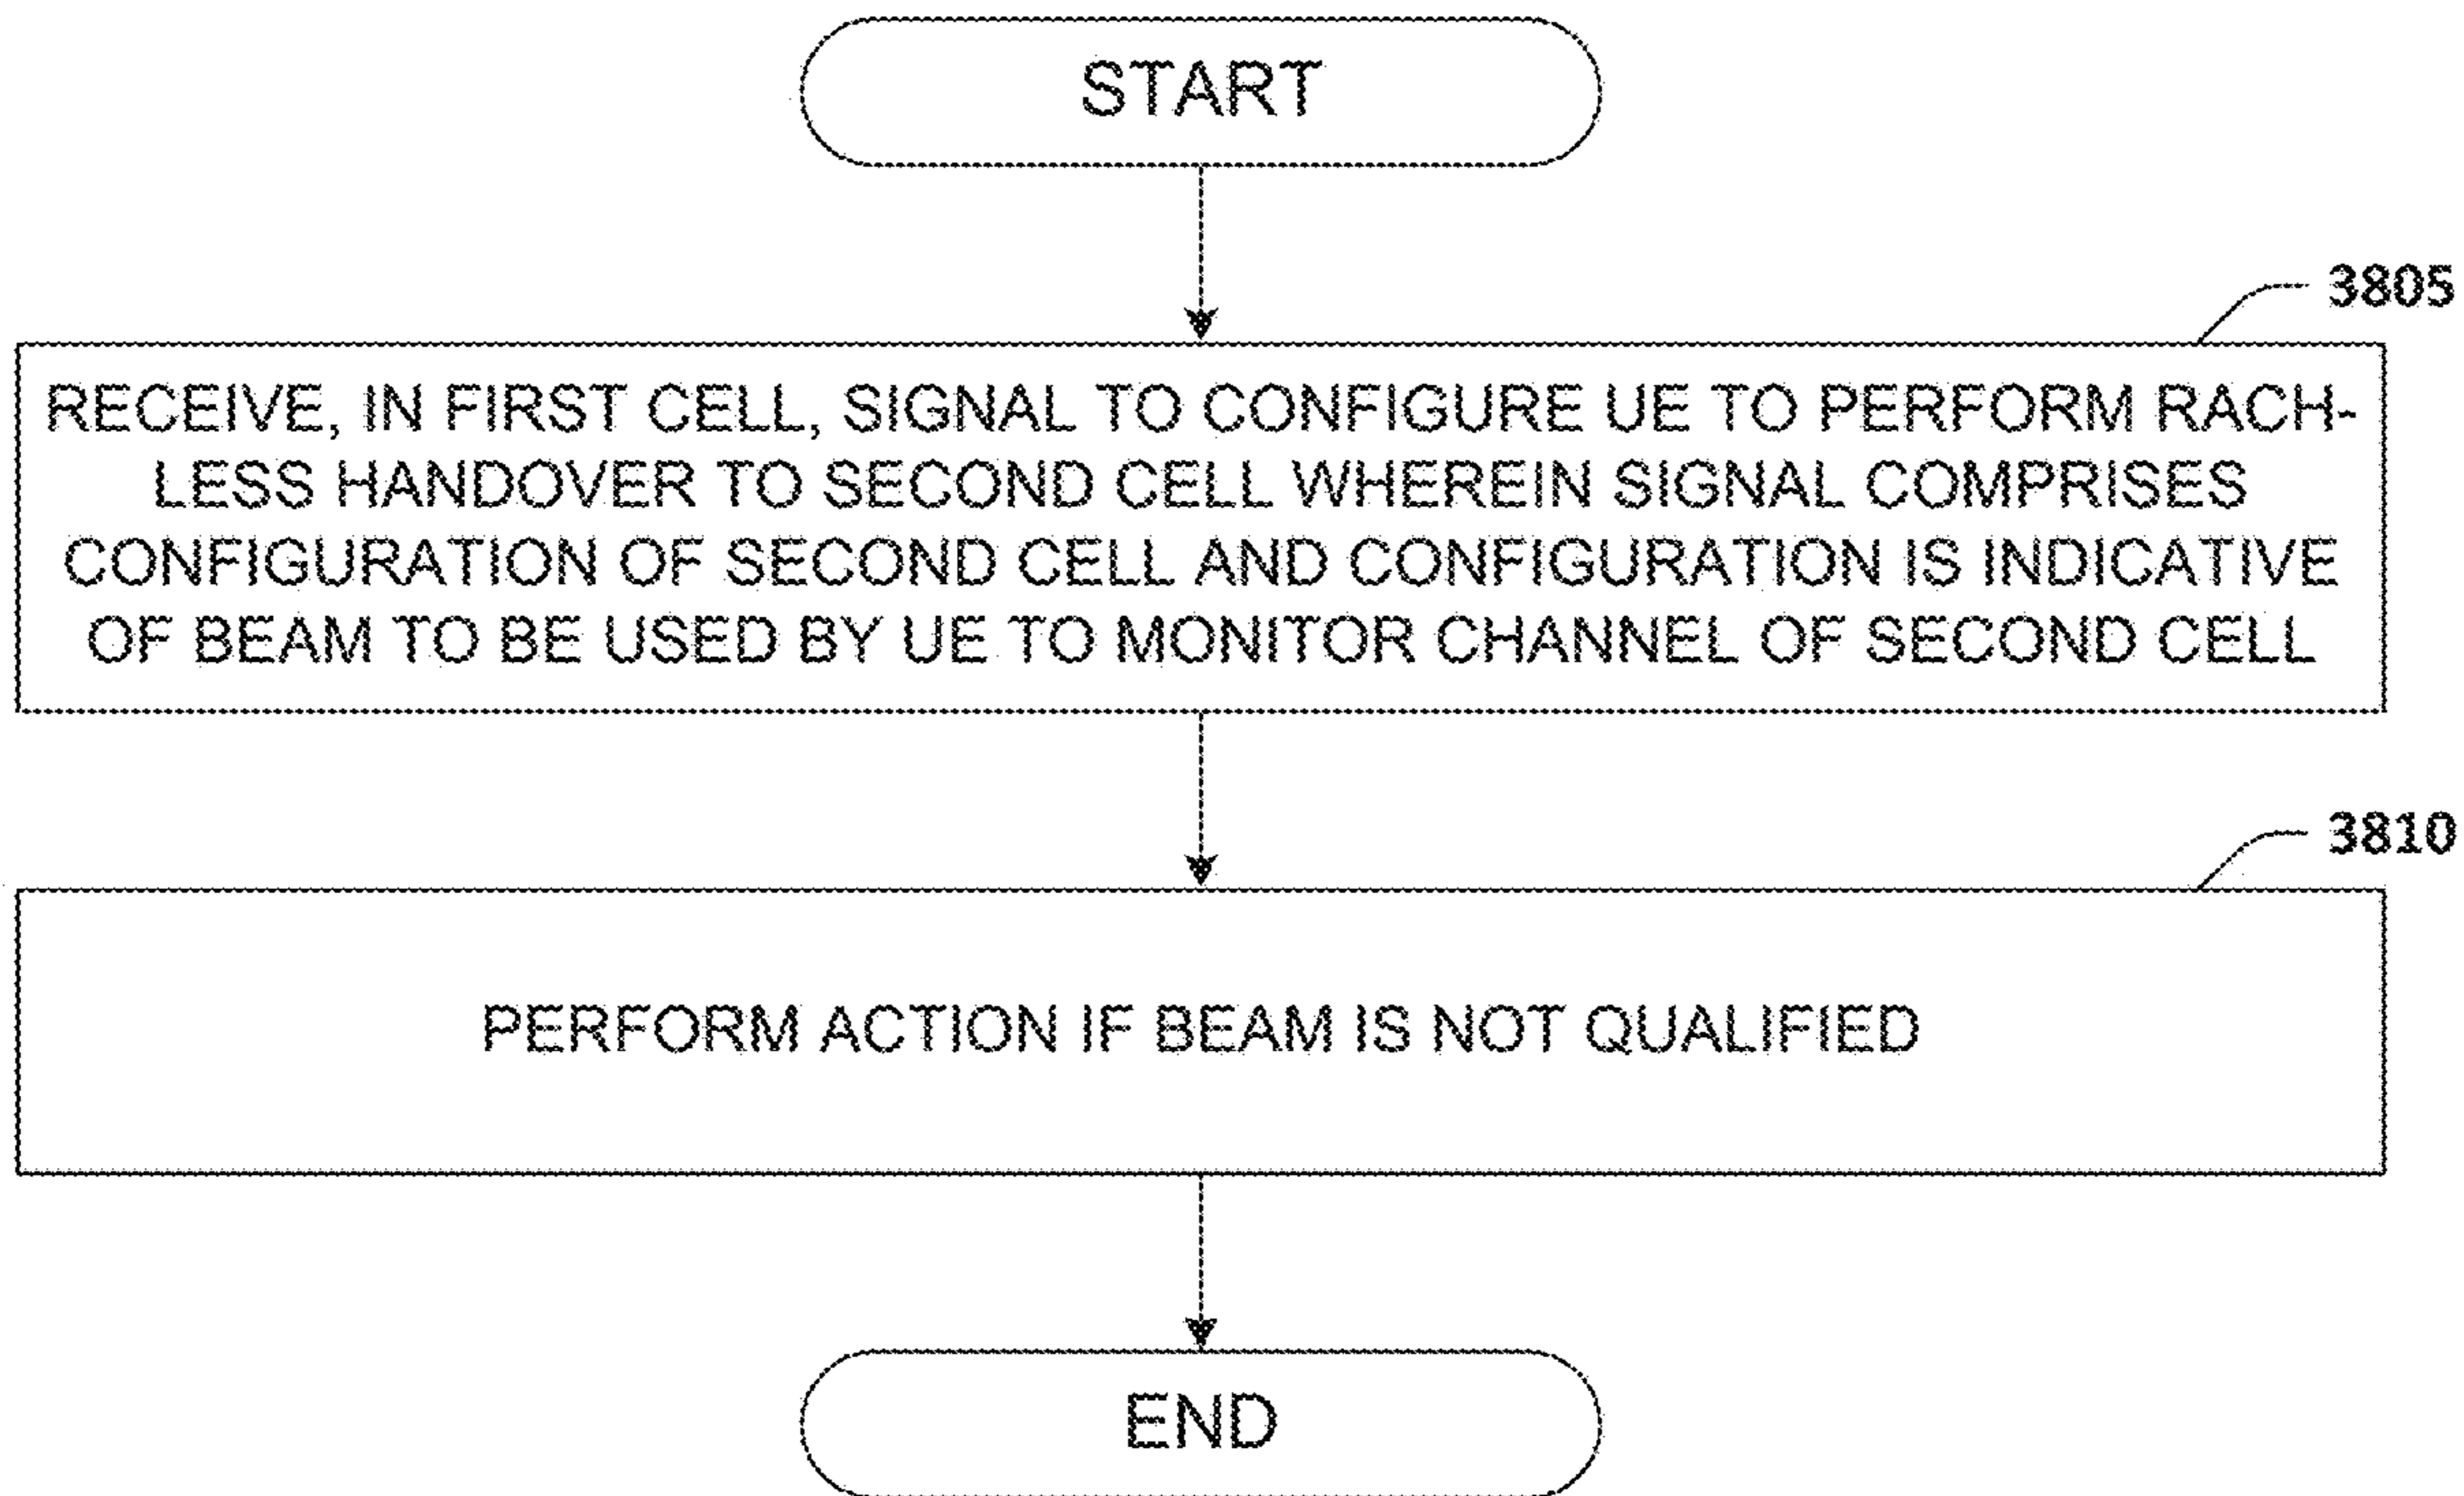 START
3805
RECEIVE, IN FIRST CELL, SIGNAL TO CONFIGURE UE TO PERFORM RACH-
LESS HANDOVER TO SECOND CELL WHEREIN SIGNAL COMPRISES
CONFIGURATION OF SECOND CELL AND CONFIGURATION IS INDICATIVE
OF BEAM TO BE USED BY UE TO MONITOR CHANNEL OF SECOND CELL
3810
PERFORM ACTION IF BEAM IS NOT QUALIFIED
END